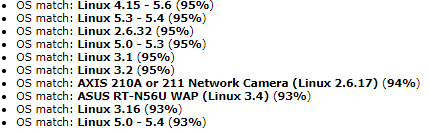 OS match: Linux 4.15 - 5.6 (95%)
OS match: Linux 5.3 - 5.4 (95%)
OS match: Linux 2.6.32 (95%)
OS match: Linux 5.0 - 5.3 (95%)
OS match: Linux 3.1 (95%)
OS match: Linux 3.2 (95%)
OS match: AXIS 210A or 211 Network Camera (Linux 2.6.17) (94%)
OS match: ASUS RT-N56U WAP (Linux 3.4) (93%)
OS match: Linux 3.16 (93%)
OS match: Linux 5.0 - 5.4 (93%)